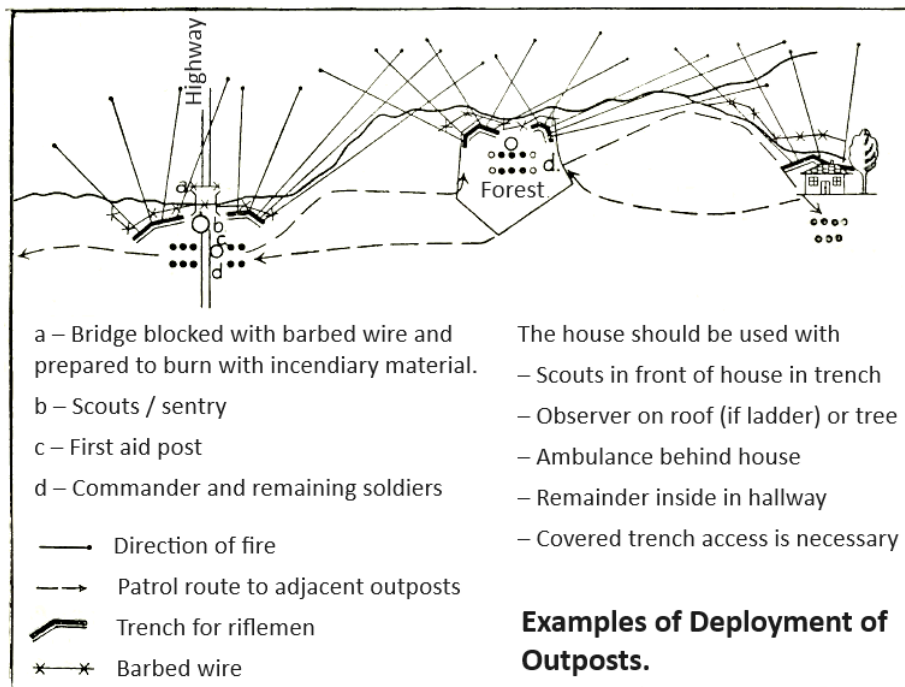 Highway
a
b
c
d
d.
Forest
a – Bridge blocked with barbed wire and
prepared to burn with incendiary material.
b – Scouts / sentry
c – First aid post
d – Commander and remaining soldiers
Direction of fire
Patrol route to adjacent outposts
Trench for riflemen
Barbed wire
The house should be used with
– Scouts in front of house in trench
– Observer on roof (if ladder) or tree
– Ambulance behind house
– Remainder inside in hallway
– Covered trench access is necessary
Examples of Deployment of
Outposts.